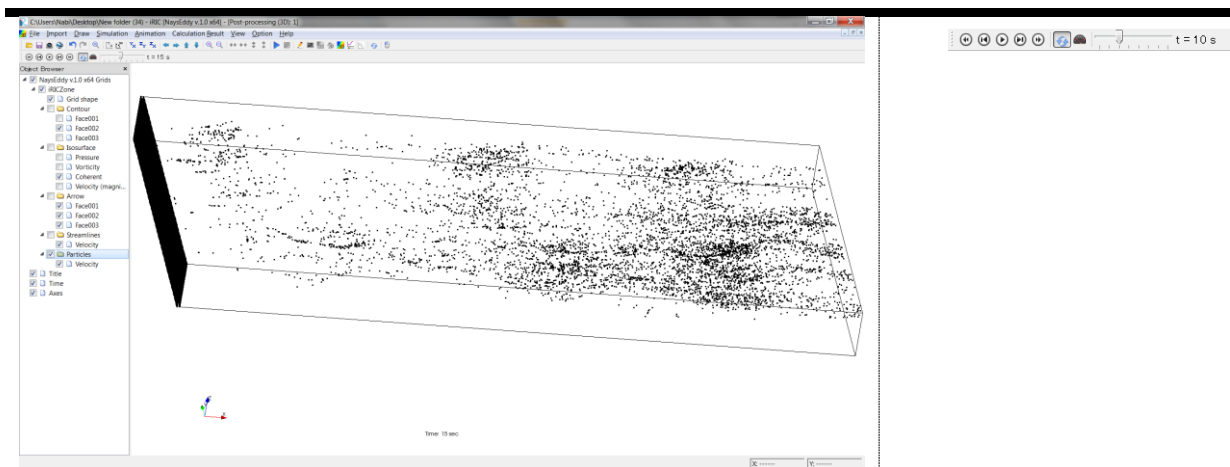 C:\Users\Nabi\Desktop\New folder (34) - iRIC [NaysEddy v.1.0 x64] - [Post-processing (3D): 1]
File Import Draw Simulation Animation Calculation Result View Option Help
t = 15 s
t = 10 s
Object Browser
NaysEddy v.1.0 x64 Grids
iRICZone
Grid shape
Contour
Face001
Face002
Face003
Isosurface
Pressure
Vorticity
Coherent
Velocity (magni...
Arrow
Face001
Face002
Face003
Streamlines
Velocity
Particles
Velocity
Title
Time
Axes
Time: 15 sec
X: -------
Y: -------